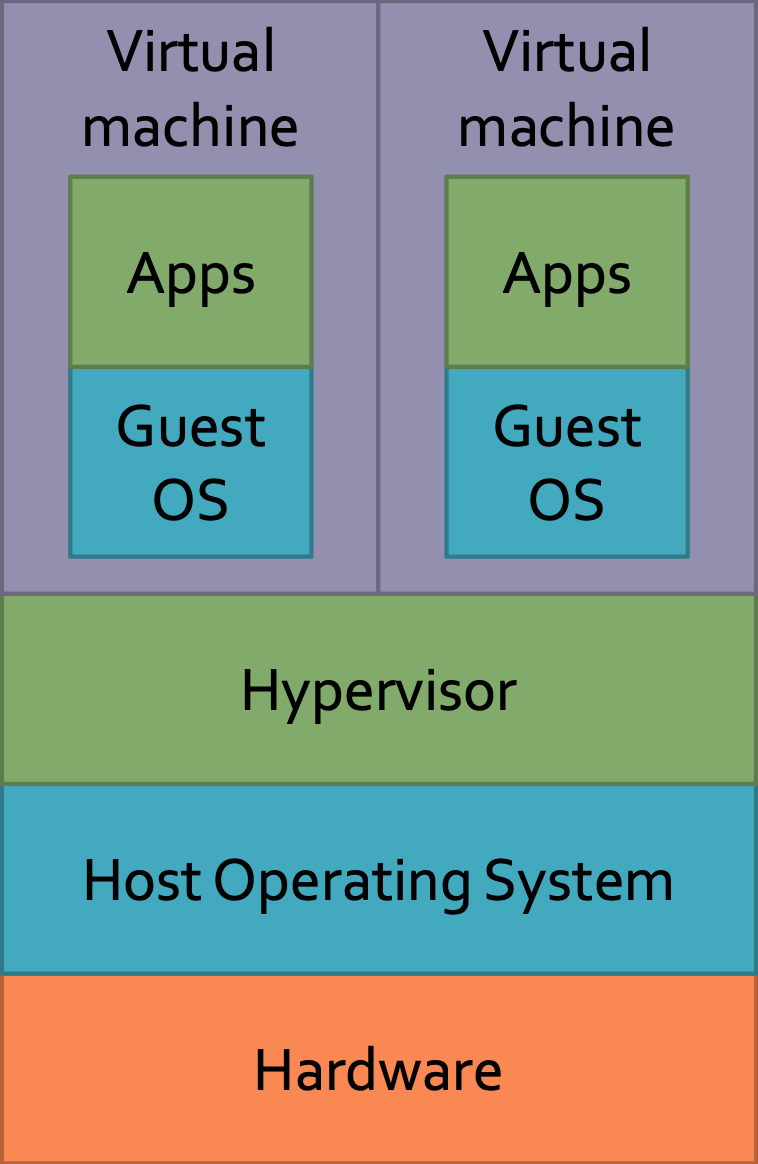 Virtual
machine
Apps
Guest
OS
Virtual
machine
Apps
Guest
OS
Hypervisor
Host Operating System
Hardware